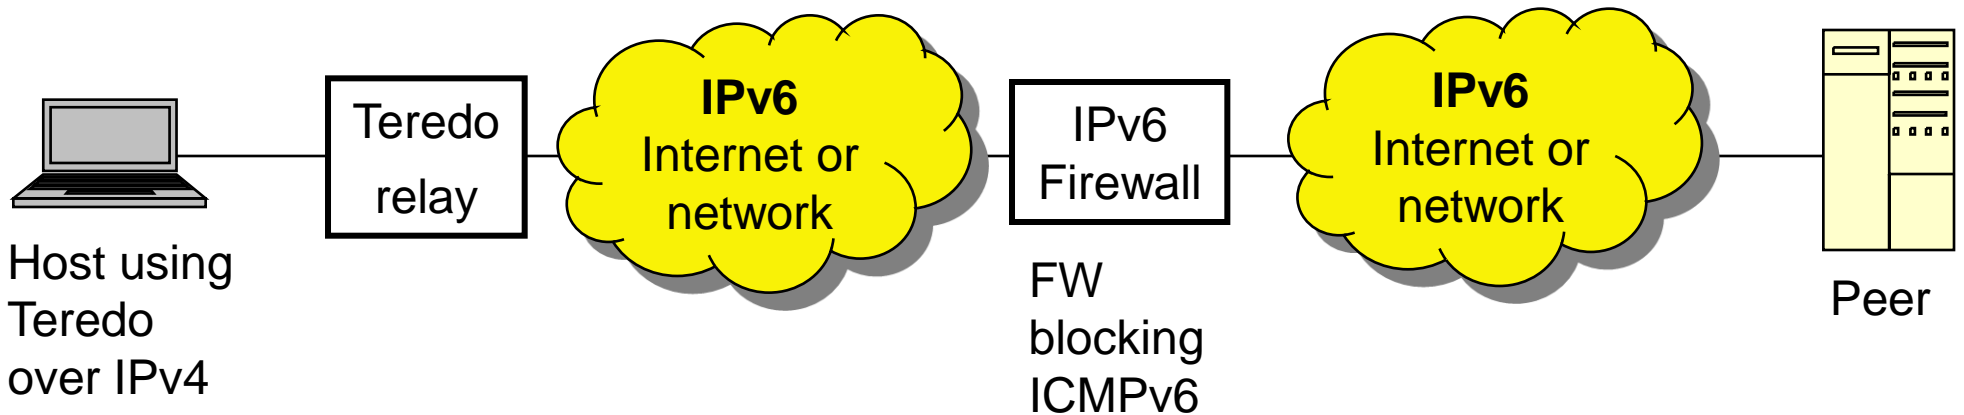 Host using
Teredo
over IPv4
Teredo
relay
IPv6
Internet or
network
IPv6
Firewall
FW
blocking
ICMPv6
IPv6
Internet or
network
Peer